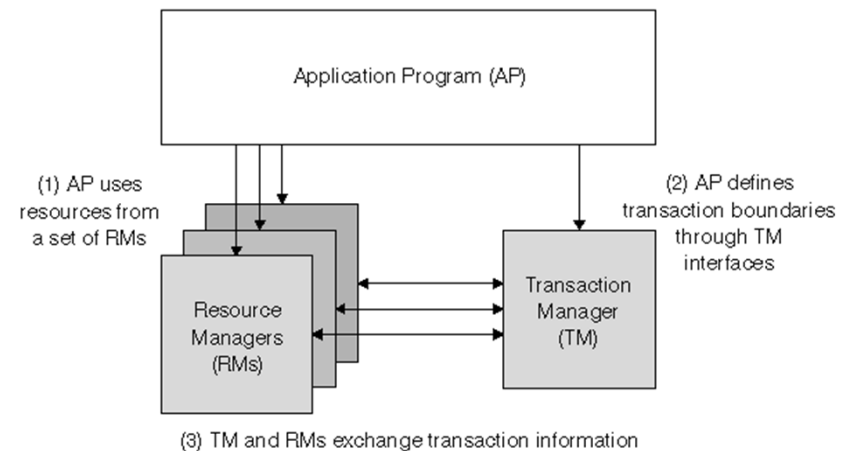 Application Program (AP)
(1) AP uses
resources from
a set of RMs
(2) AP defines
transaction boundaries
through TM
interfaces
Resource
Managers
(RMs)
Transaction
Manager
(TM)
(3) TM and RMs exchange transaction information